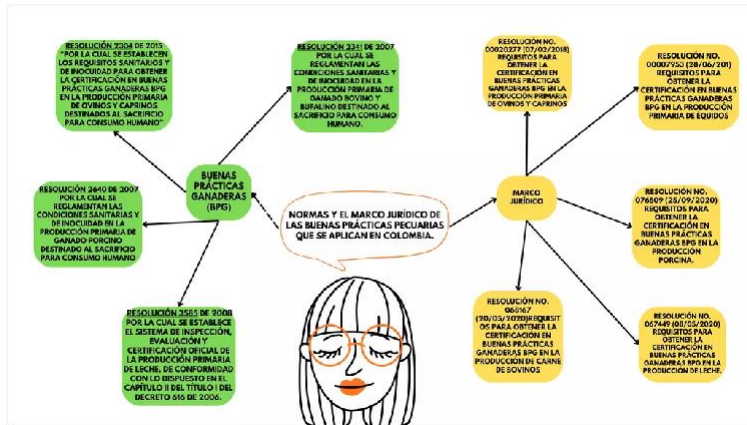 RESOLUCIÓN 2304 DE 2015
"POR LA CUAL SE ESTABLECEN
LOS REQUISITOS SANITARIOS Y
DE INOCUIDAD PARA OBTENER
LA CERTIFICACIÓN EN BUENAS
PRÁCTICAS GANADERAS BPG
EN LA PRODUCCIÓN PRIMARIA
DE OVINOS Y CAPRINOS
DESTINADOS AL SACRIFICIO
PARA CONSUMO HUMANO"
RESOLUCIÓN 2341 DE 2007
POR LA CUAL SE
REGLAMENTAN LAS
CONDICIONES SANITARIAS Y
DE INOCUIDAD EN LA
PRODUCCIÓN PRIMARIA DE
GANADO BOVINO Y
BUFALINO DESTINADO AL
SACRIFICIO PARA CONSUMO
HUMANO.
BUENAS
PRÁCTICAS
GANADERAS
(BPG)
RESOLUCIÓN 2640 DE 2007
POR LA CUAL SE
REGLAMENTAN LAS
CONDICIONES SANITARIAS Y
DE INOCUIDAD EN LA
PRODUCCIÓN PRIMARIA DE
GANADO PORCINO
DESTINADO AL SACRIFICIO
PARA CONSUMO HUMANO
RESOLUCIÓN 3585 DE 2008
POR LA CUAL SE ESTABLECE
EL SISTEMA DE INSPECCIÓN,
EVALUACIÓN Y
CERTIFICACIÓN OFICIAL DE
LA PRODUCCIÓN PRIMARIA
DE LECHE, DE CONFORMIDAD
CON LO DISPUESTO EN EL
CAPÍTULO II DEL TÍTULO I DEL
DECRETO 616 DE 2006.
NORMAS Y EL MARCO JURÍDICO DE
LAS BUENAS PRÁCTICAS PECUARIAS
QUE SE APLICAN EN COLOMBIA.
RESOLUCIÓN NO.
00020277 (07/02/2018)
REQUISITOS PARA
OBTENER LA
CERTIFICACIÓN EN
BUENAS PRÁCTICAS
GANADERAS BPG EN LA
PRODUCCIÓN PRIMARIA
DE OVINOS Y CAPRINOS
RESOLUCIÓN NO.
00007953 (28/06/201)
REQUISITOS PARA
OBTENER LA
CERTIFICACIÓN EN BUENAS
PRÁCTICAS GANADERAS
BPG EN LA PRODUCCIÓN
PRIMARIA DE ÉQUIDOS
MARCO
JURÍDICO
RESOLUCIÓN NO.
076509 (25/09/2020)
REQUISITOS PARA
OBTENER LA
CERTIFICACIÓN EN
BUENAS PRÁCTICAS
GANADERAS BPG EN LA
PRODUCCIÓN
PORCINA.
RESOLUCIÓN NO.
068167
(20/05/2020)REQUISIT
OS PARA OBTENER LA
CERTIFICACIÓN EN
BUENAS PRÁCTICAS
GANADERAS BPG EN LA
PRODUCCIÓN DE CARNE DE
BOVINOS
RESOLUCIÓN NO.
067449 (08/05/2020)
REQUISITOS PARA
OBTENER LA
CERTIFICACIÓN EN
BUENAS PRÁCTICAS
GANADERAS BPG EN LA
PRODUCCIÓN DE LECHE.